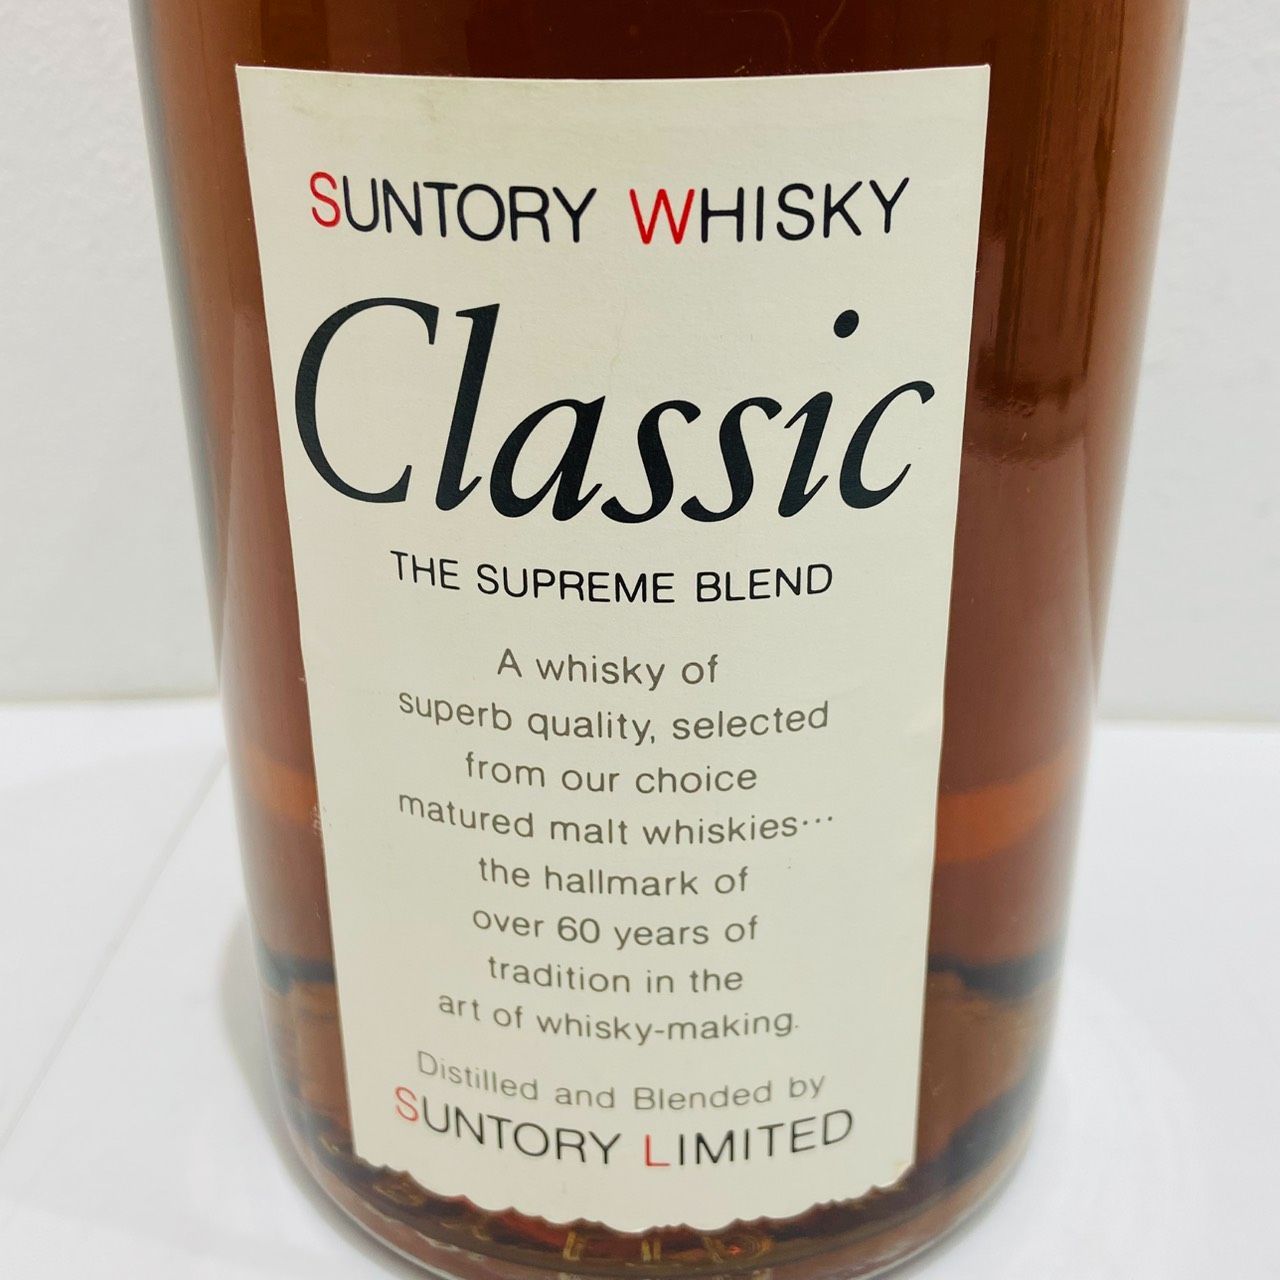 SUNTORY WHISKY
Classic
THE SUPREME BLEND
A whisky of
superb quality, selected
from our choice
matured malt whiskies…
the hallmark of
over 60 years of
tradition in the
art of whisky-making.
Distilled and Blended by
SUNTORY LIMITED